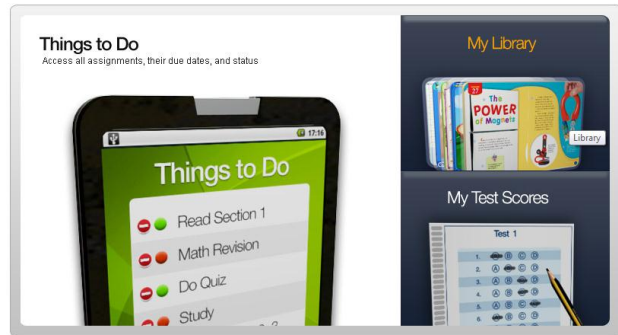 Things to Do
Access all assignments, their due dates, and status
17:16
Things to Do
Read Section 1
Math Revision
Do Quiz
Study
My Library
The
POWER
of Magnets
Library
My Test Scores
Test 1
1. B C D
2. A C D
3. A B C
4. A B D
5. A B C
6. B C D